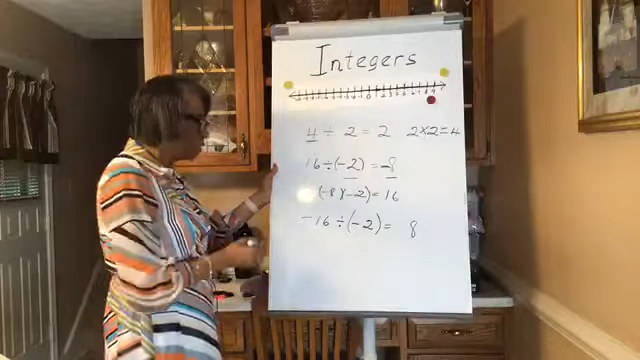 Integers
4 ÷ 2 = 2 2×2=4
16 ÷(-2) = -8
(-8)(-2) = 16
-16 ÷(-2) = 8